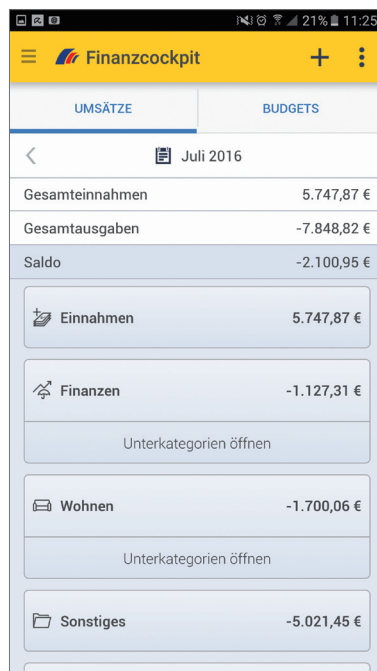 21% 11:25
Finanzcockpit
UMSÄTZE BUDGETS
Juli 2016
Gesamteinnahmen 5.747,87 €
Gesamtausgaben -7.848,82 €
Saldo -2.100,95 €
Einnahmen 5.747,87 €
Finanzen -1.127,31 €
Unterkategorien öffnen
Wohnen -1.700,06 €
Unterkategorien öffnen
Sonstiges -5.021,45 €